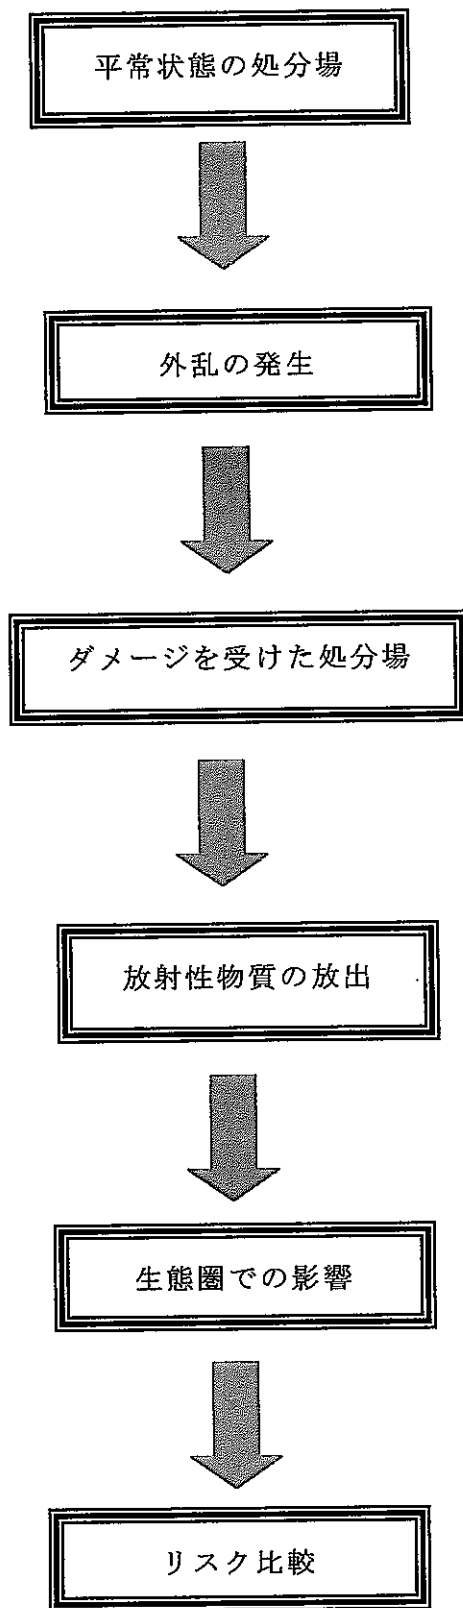 平常状態の処分場
外乱の発生
ダメージを受けた処分場
放射性物質の放出
生態圏での影響
リスク比較